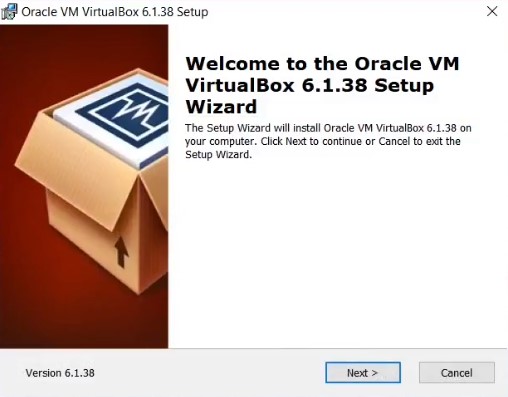 Oracle VM VirtualBox 6.1.38 Setup
Welcome to the Oracle VM
VirtualBox 6.1.38 Setup
Wizard
The Setup Wizard will install Oracle VM VirtualBox 6.1.38 on
your computer. Click Next to continue or Cancel to exit the
Setup Wizard.
Version 6.1.38
Next >
Cancel